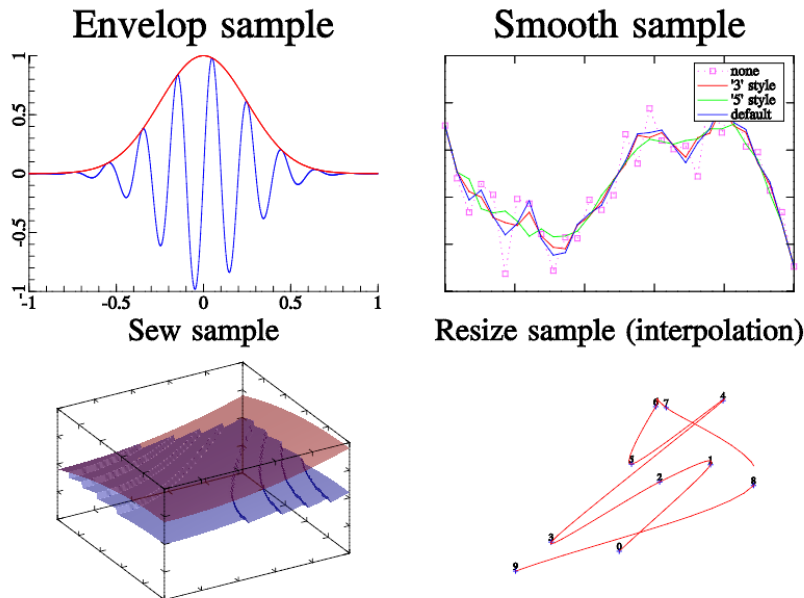 Envelop sample
Smooth sample
1
0.5
0
-0.5
-1
-1 -0.5 0 0.5 1
none
'3' style
'5' style
default
Sew sample
Resize sample (interpolation)
6 7 4
5 2 1
8
3
0
9